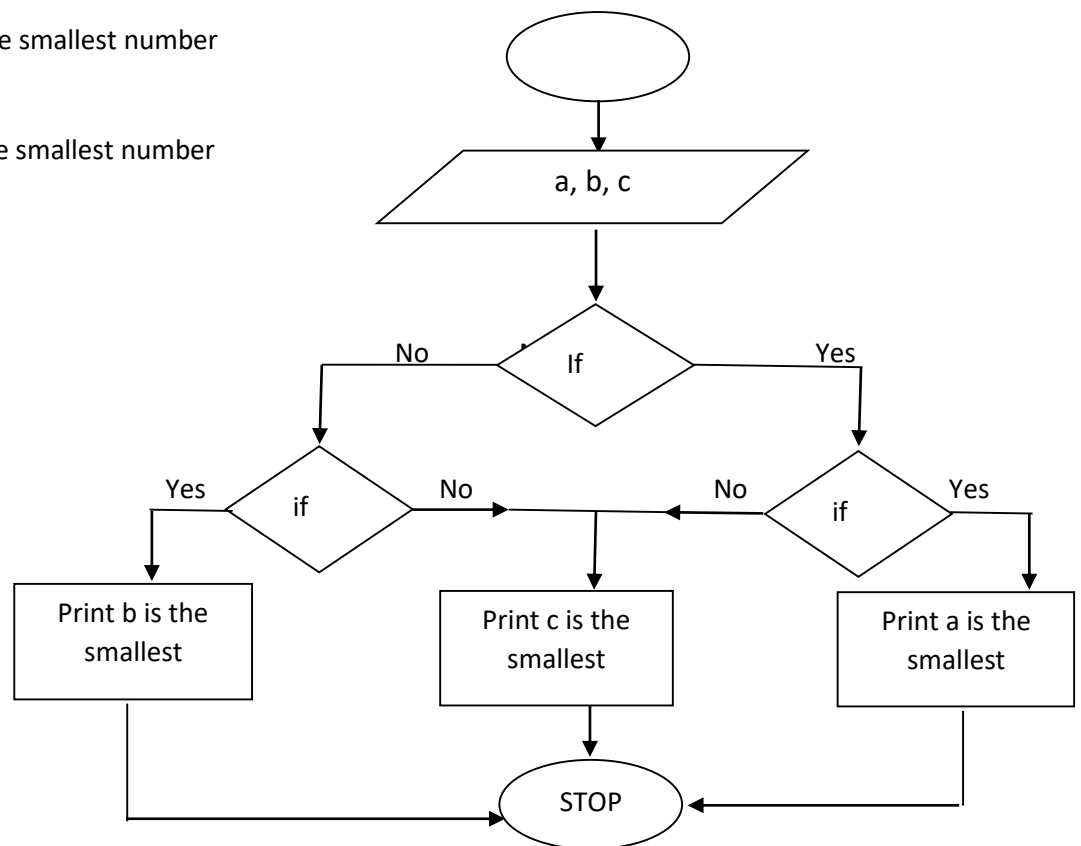 e smallest number
e smallest number
a, b, c
If
No
Yes
if
if
Yes
No
No
Yes
Print b is the
smallest
Print c is the
smallest
Print a is the
smallest
STOP